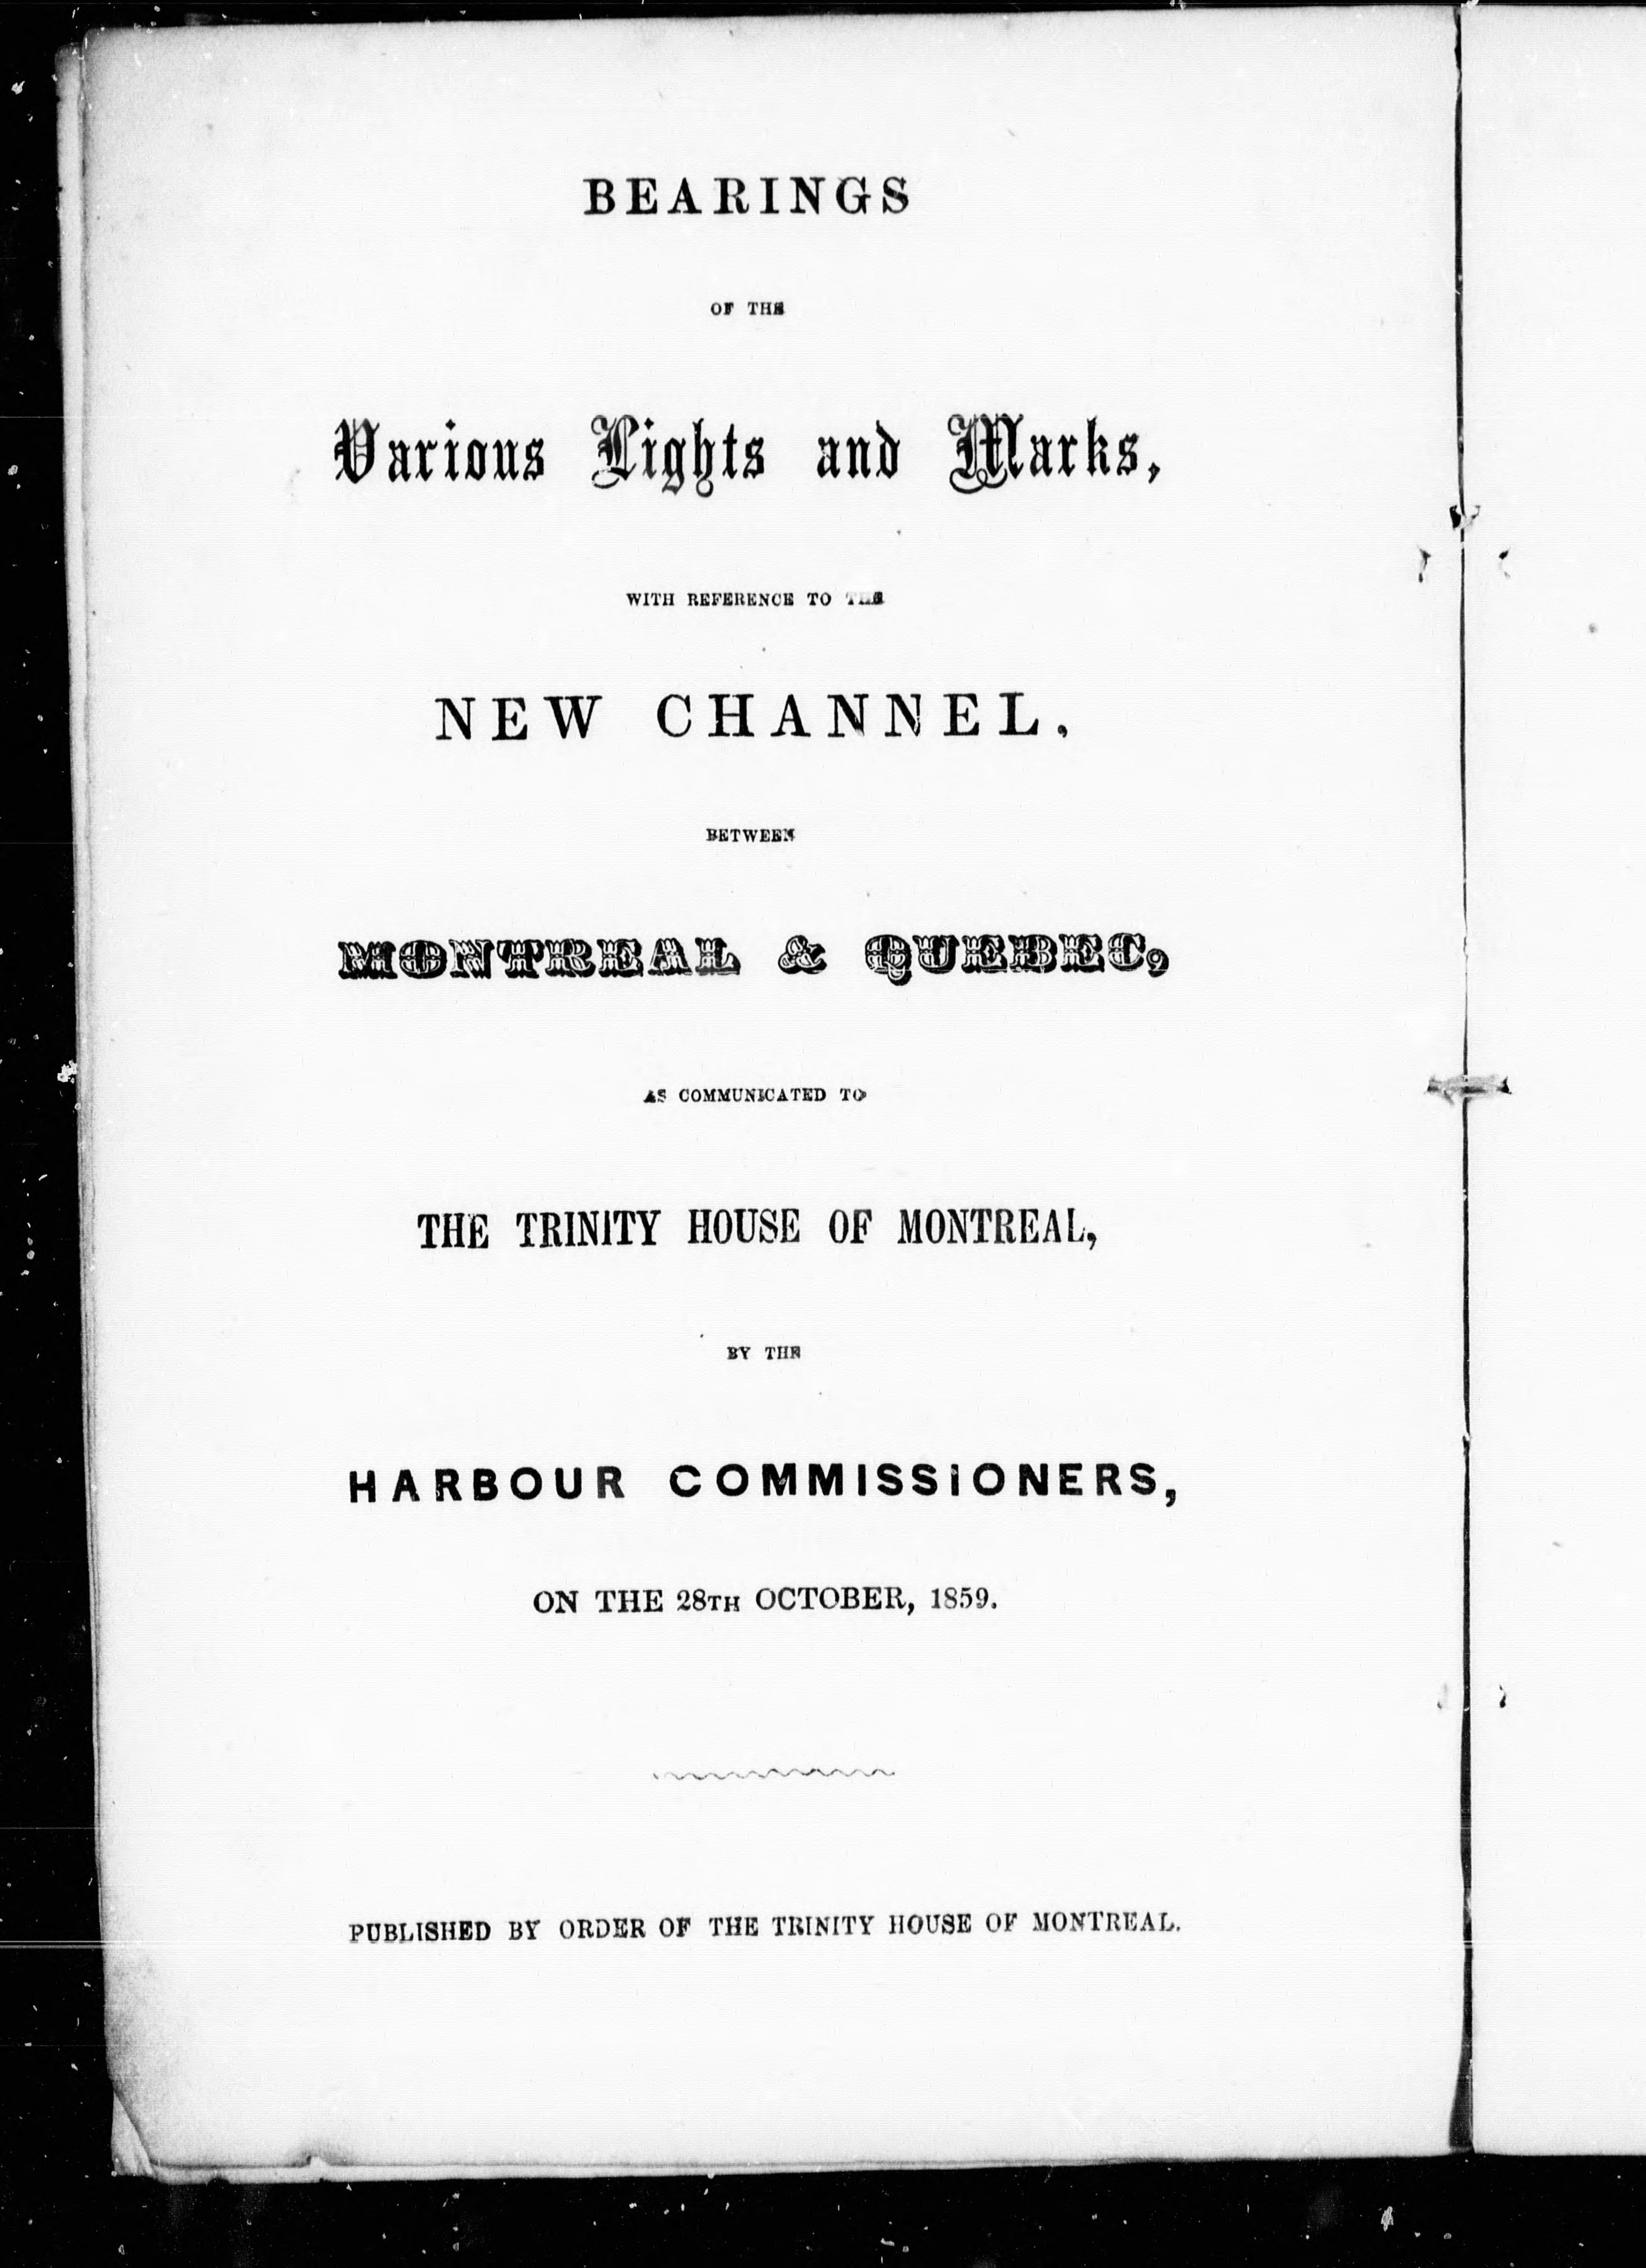 BEARINGS
OF THE
Various Lights and Marks,
WITH REFERENCE TO THE
NEW CHANNEL,
BETWEEN
MONTREAL & QUEBEC,
AS COMMUNICATED TO
THE TRINITY HOUSE OF MONTREAL,
BY THE
HARBOUR COMMISSIONERS,
ON THE 28TH OCTOBER, 1859.
PUBLISHED BY ORDER OF THE TRINITY HOUSE OF MONTREAL.